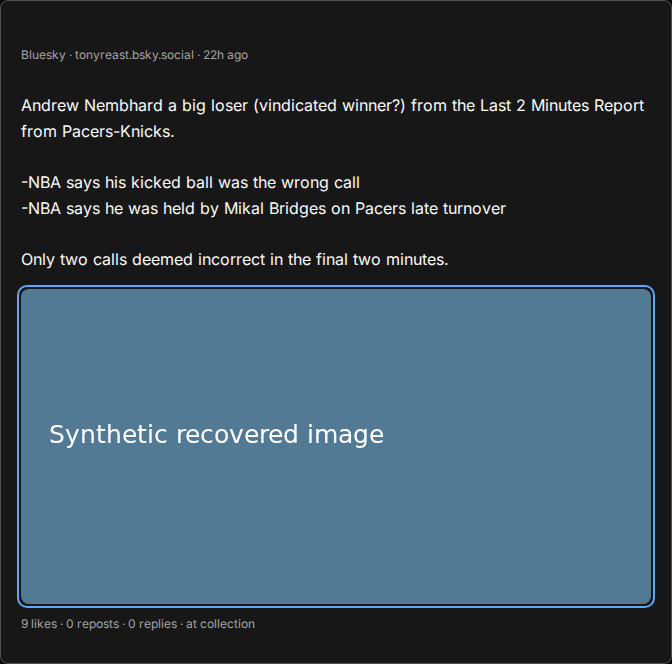 Bluesky · tonyreast.bsky.social · 22h ago
Andrew Nembhard a big loser (vindicated winner?) from the Last 2 Minutes Report
from Pacers-Knicks.
-NBA says his kicked ball was the wrong call
-NBA says he was held by Mikal Bridges on Pacers late turnover
Only two calls deemed incorrect in the final two minutes.
Synthetic recovered image
9 likes · 0 reposts · 0 replies · at collection